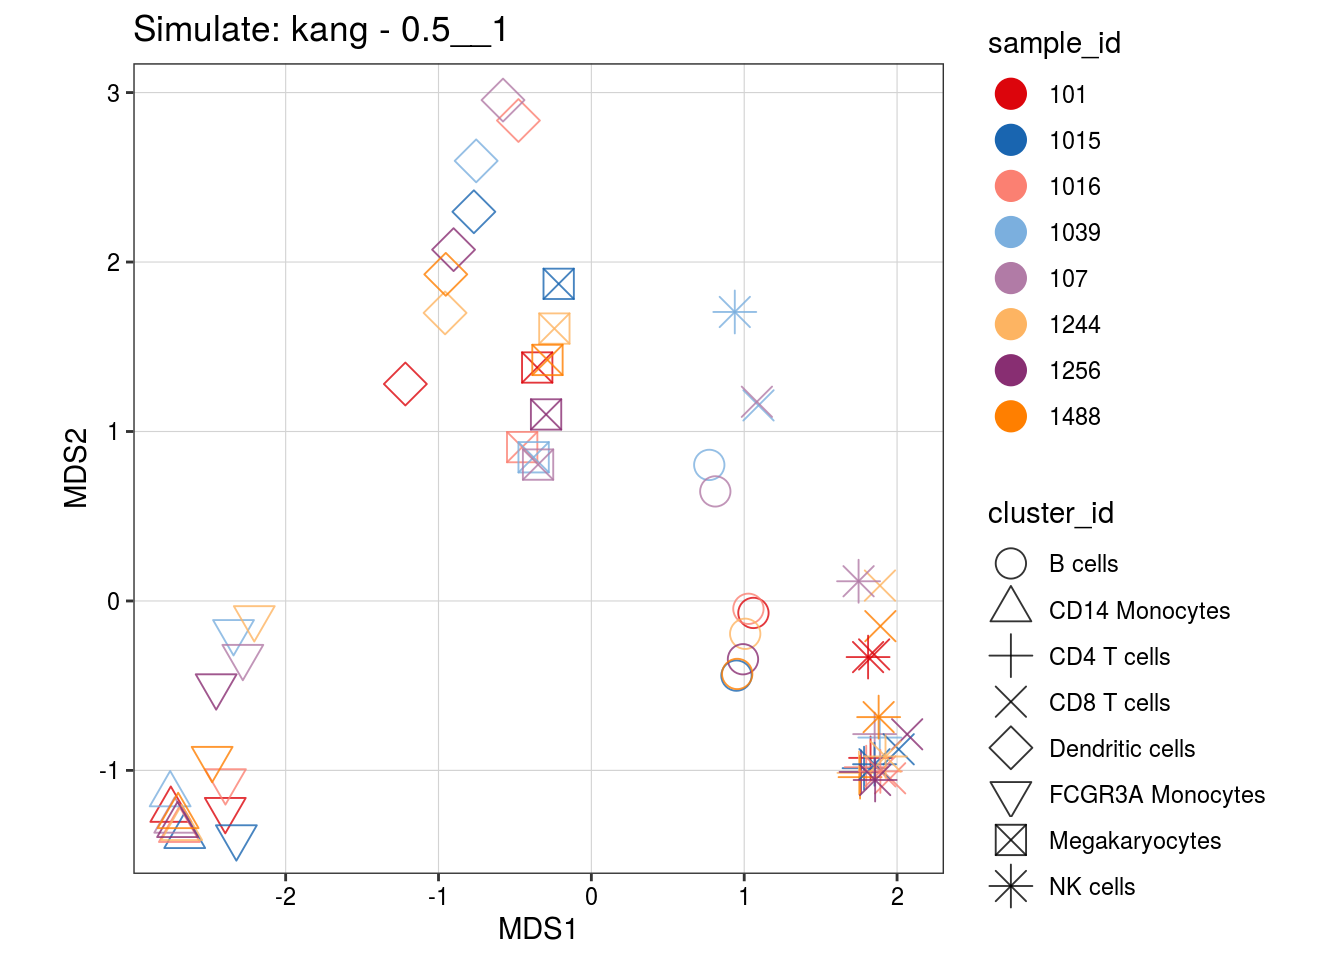 Simulate: kang - 0.5__1
MDS2
3
2
1
0
-1
-2
-1
0
1
2
MDS1
sample_id
101
1015
1016
1039
107
1244
1256
1488
cluster_id
B cells
CD14 Monocytes
CD4 T cells
CD8 T cells
Dendritic cells
FCGR3A Monocytes
Megakaryocytes
NK cells